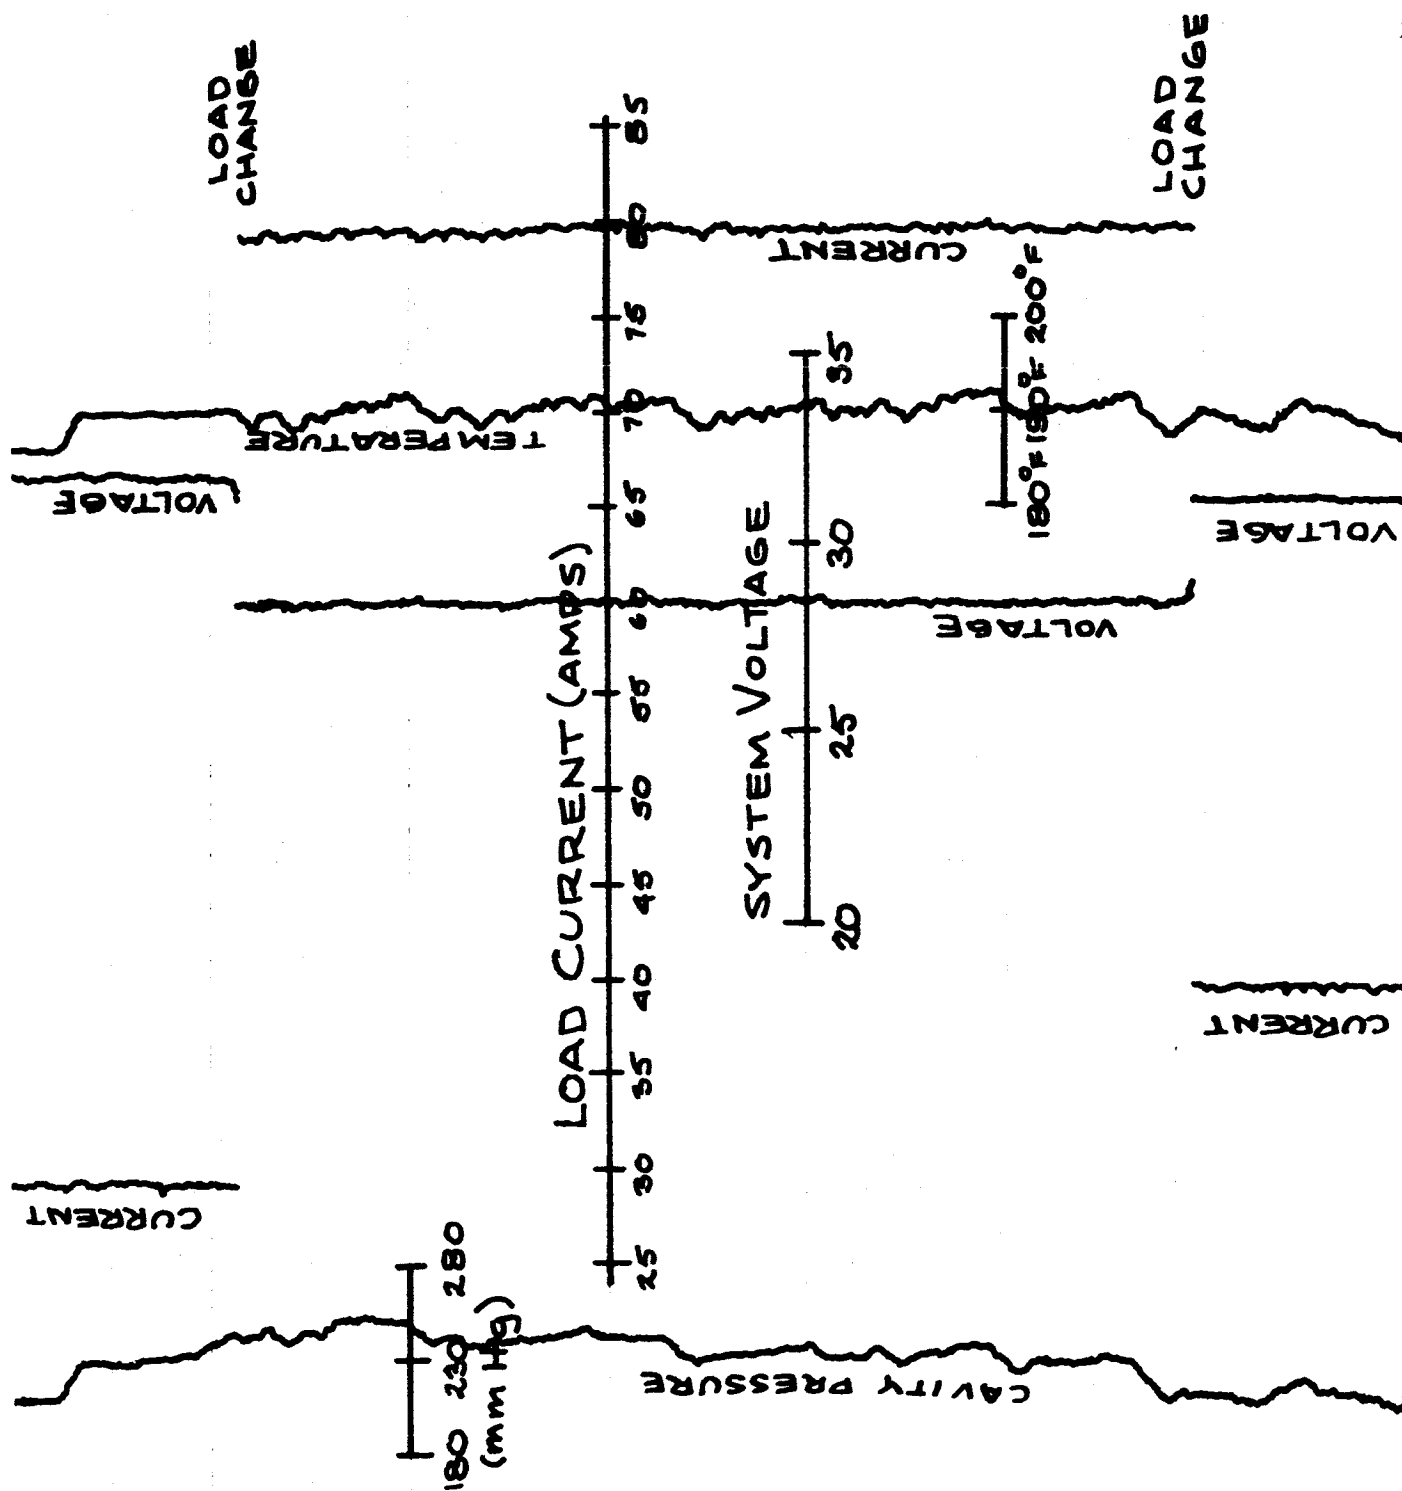 LOAD
CHANGE
LOAD
CHANGE
85
80
CURRENT
75
200°F
190°F
180°F
35
70
TEMPERATURE
VOLTAGE
65
VOLTAGE
30
LOAD CURRENT (AMPS)
SYSTEM VOLTAGE
60
VOLTAGE
55
25
50
45
20
40
CURRENT
35
30
CURRENT
25
280
230
180
(mm Hg)
CAVITY PRESSURE